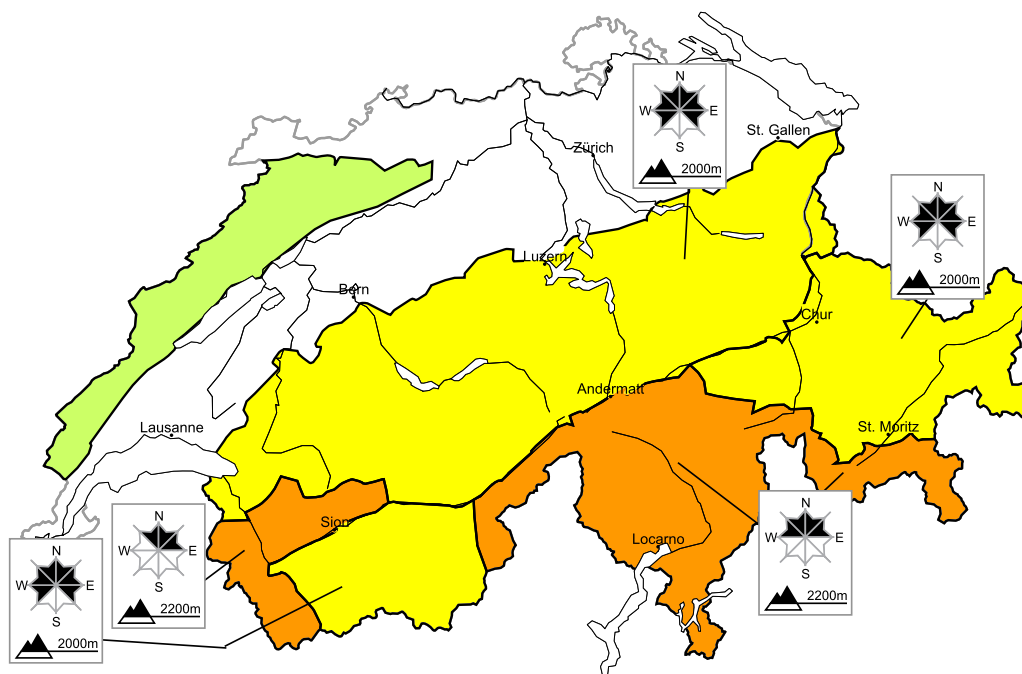 N
W E
S
2000m
St. Gallen
Zürich
N
W E
S
2000m
Luzern
Bern
Chur
Andermatt
St. Moritz
Lausanne
N
W E
S
2200m
Sion
N
W E
S
2200m
Locarno
N
W E
S
2000m